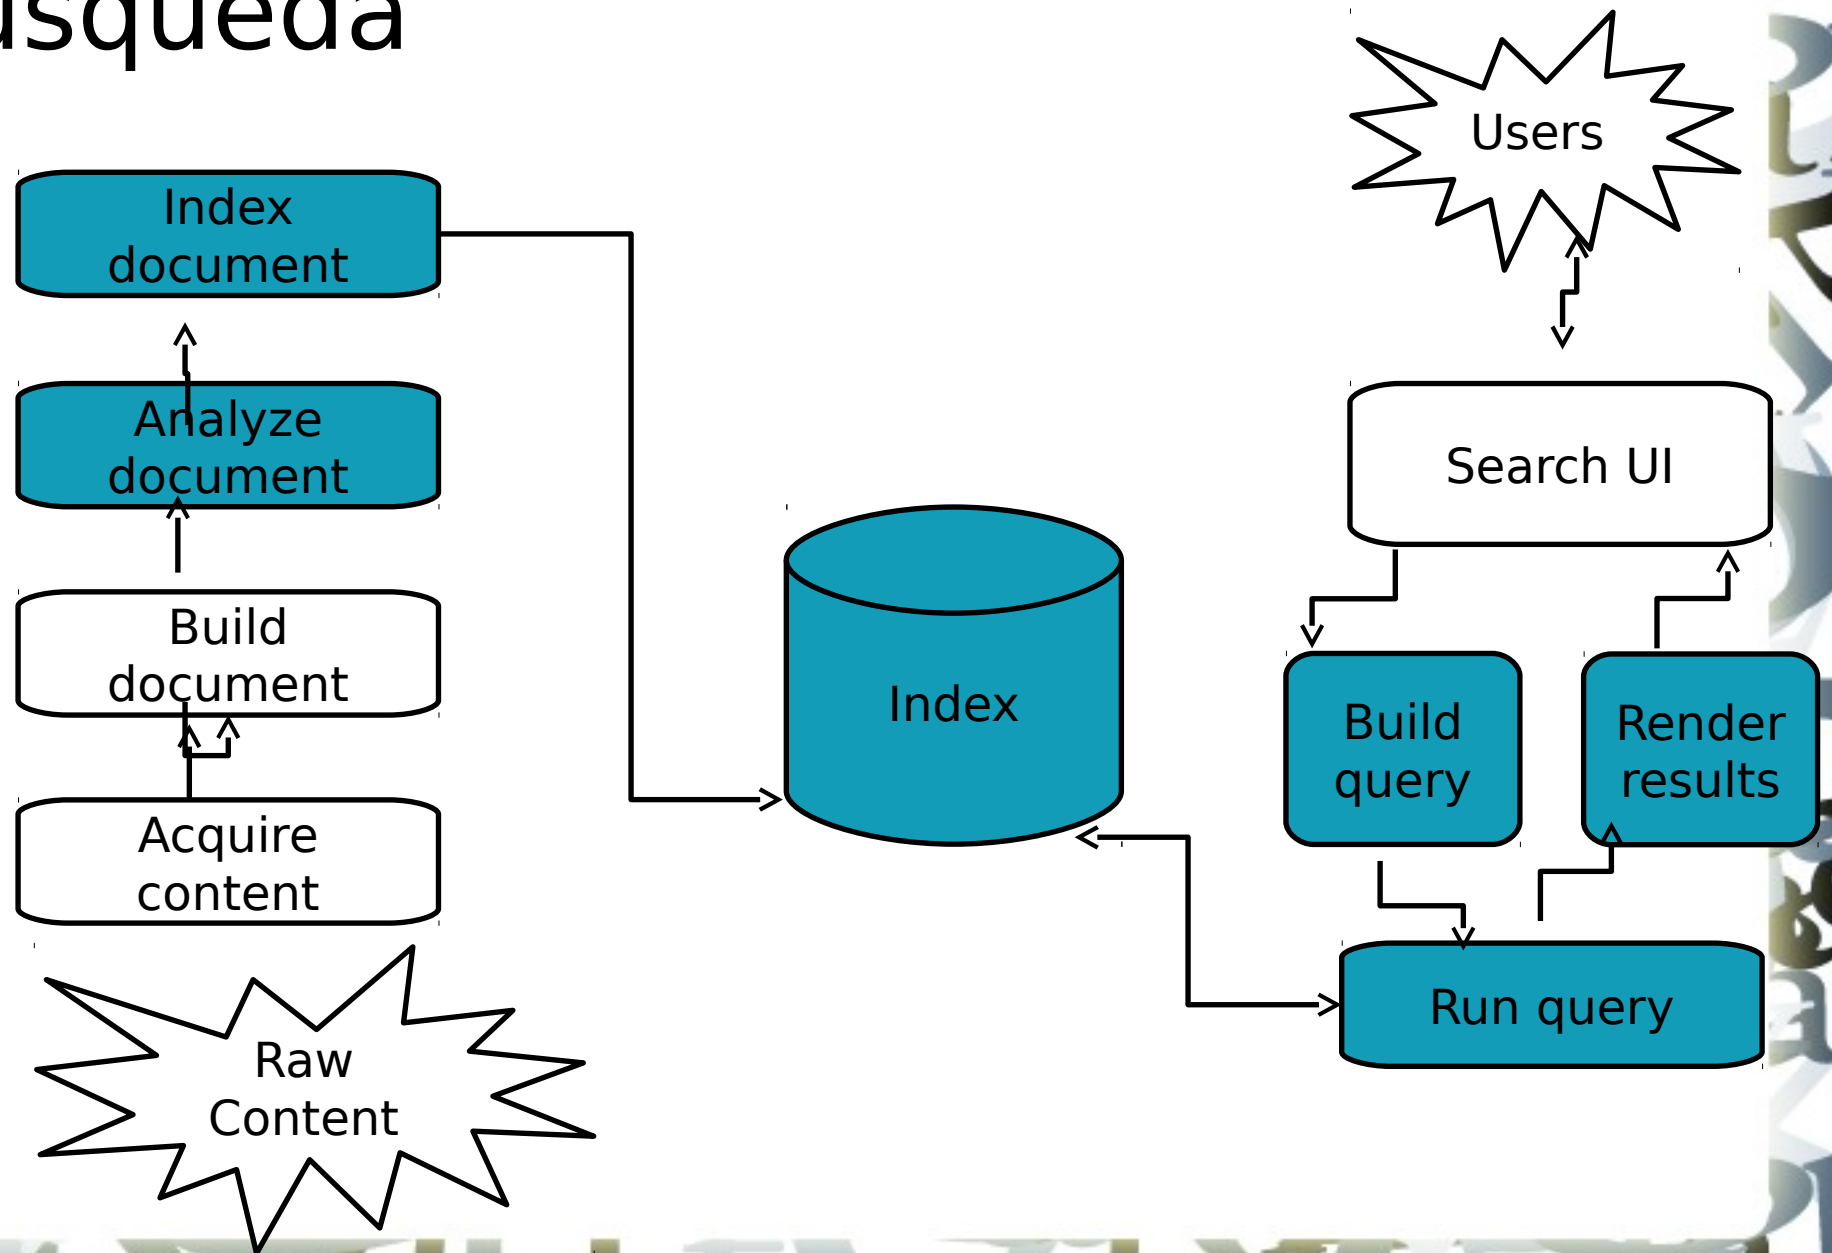 úsqueda
Users
Index
document
Analyze
document
Search UI
Build
document
Index
Build
query
Render
results
Acquire
content
Run query
Raw
Content